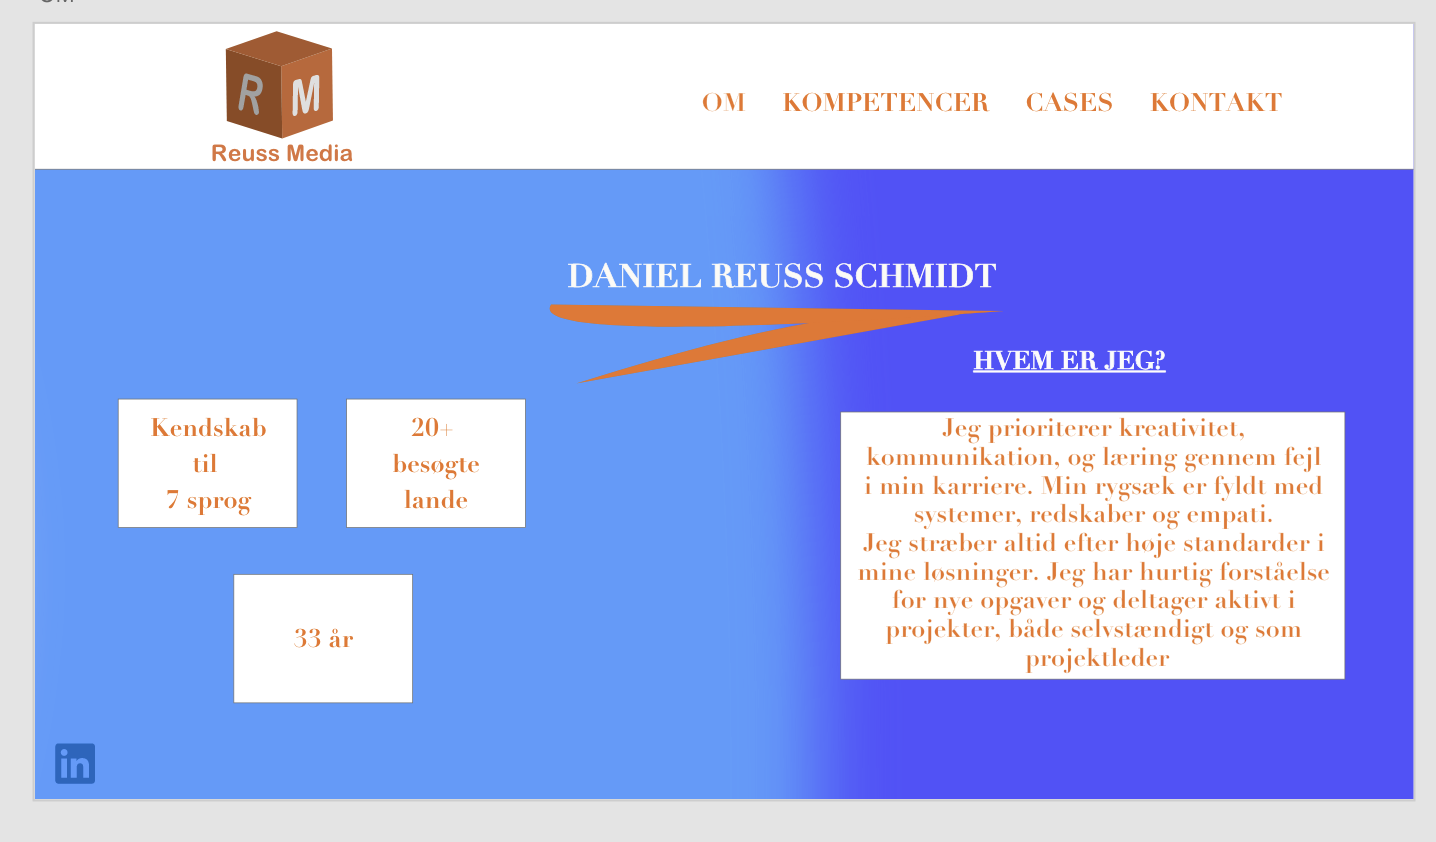 R M
Reuss Media
OM KOMPETENCER CASES KONTAKT
DANIEL REUSS SCHMIDT
HVEM ER JEG?
Kendskab
til
7 sprog
20+
besøgte
lande
33 år
Jeg prioriterer kreativitet,
kommunikation, og læring gennem fejl
i min karriere. Min rygsæk er fyldt med
systemer, redskaber og empati.
Jeg stræber altid efter høje standarder i
mine løsninger. Jeg har hurtig forståelse
for nye opgaver og deltager aktivt i
projekter, både selvstændigt og som
projektleder
in